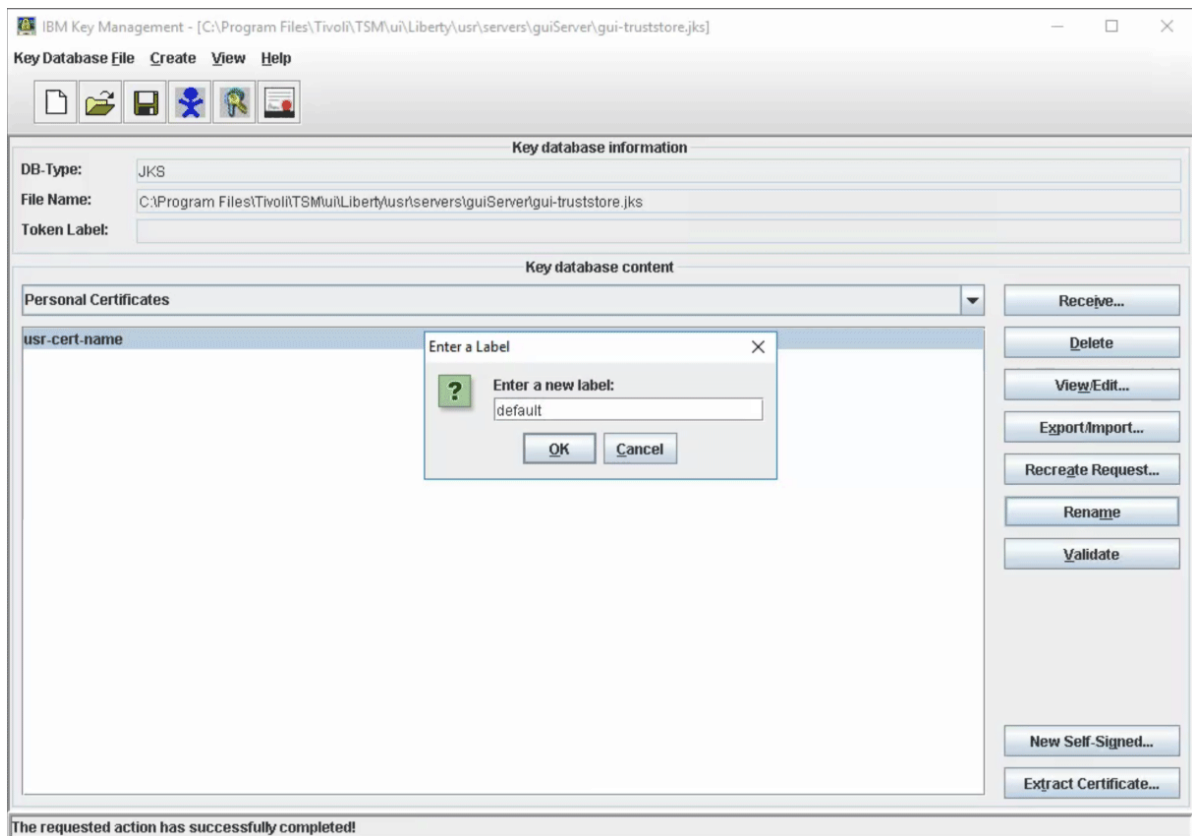 IBM Key Management - [C:\Program Files\Tivoli\TSM\ui\Liberty\usr\servers\guiServer\gui-truststore.jks]
Key Database File Create View Help
Key database information
DB-Type: JKS
File Name: C:\Program Files\Tivoli\TSM\ui\Liberty\usr\servers\guiServer\gui-truststore.jks
Token Label:
Key database content
Personal Certificates
usr-cert-name
Enter a Label
?
Enter a new label:
default
OK Cancel
Receive...
Delete
View/Edit...
Export/Import...
Recreate Request...
Rename
Validate
New Self-Signed...
Extract Certificate...
The requested action has successfully completed!